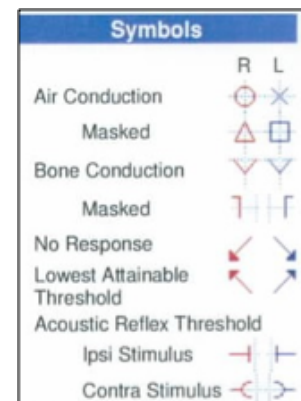 Symbols
R L
Air Conduction
Masked
Bone Conduction
Masked
No Response
Lowest Attainable
Threshold
Acoustic Reflex Threshold
Ipsi Stimulus
Contra Stimulus